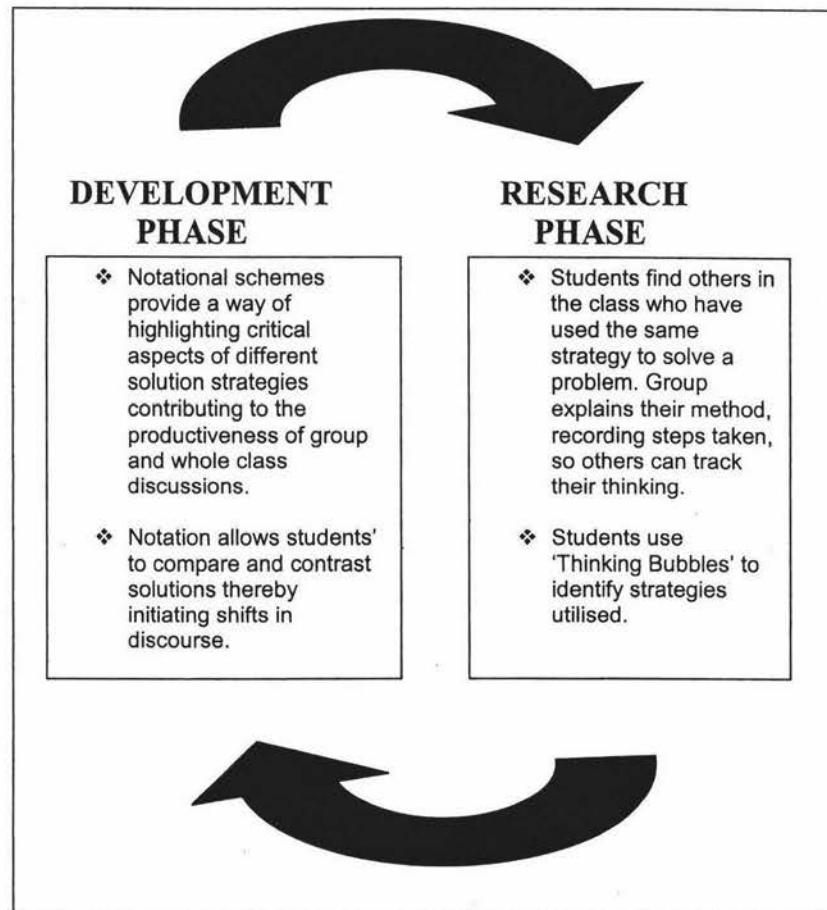 DEVELOPMENT
PHASE
❖ Notational schemes
provide a way of
highlighting critical
aspects of different
solution strategies
contributing to the
productiveness of group
and whole class
discussions.
❖ Notation allows students'
to compare and contrast
solutions thereby
initiating shifts in
discourse.
RESEARCH
PHASE
❖ Students find others in
the class who have
used the same
strategy to solve a
problem. Group
explains their method,
recording steps taken,
so others can track
their thinking.
❖ Students use
'Thinking Bubbles' to
identify strategies
utilised.